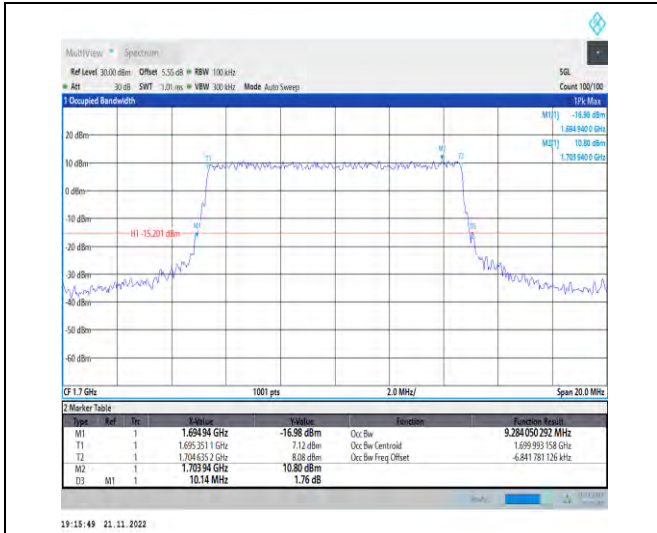 MultiView Spectrum
Ref Level 30.00 dBm Offset 5.55 dB RBW 100 kHz SGL
Att 30 dB SWT 1.01 ms VBW 300 kHz Mode Auto Sweep Count 100/100
1 Occupied Bandwidth 1Pk Max
M1[1] -16.98 dBm
1.694 940 0 GHz
M2[1] 10.80 dBm
1.703 940 0 GHz
20 dBm
10 dBm
T1 M2 T2
0 dBm
-10 dBm
H1 -15.201 dBm M1 D3
-20 dBm
-30 dBm
-40 dBm
-50 dBm
-60 dBm
CF 1.7 GHz 1001 pts 2.0 MHz/ Span 20.0 MHz
2 Marker Table
Type Ref Trc X-Value Y-Value Function Function Result
M1 1 1.694 94 GHz -16.98 dBm Occ Bw 9.284 050 292 MHz
T1 1 1.695 351 1 GHz 7.12 dBm Occ Bw Centroid 1.699 993 158 GHz
T2 1 1.704 635 2 GHz 8.08 dBm Occ Bw Freq Offset -6.841 781 126 kHz
M2 1 1.703 94 GHz 10.80 dBm
D3 M1 1 10.14 MHz 1.76 dB
19:15:49 21.11.2022